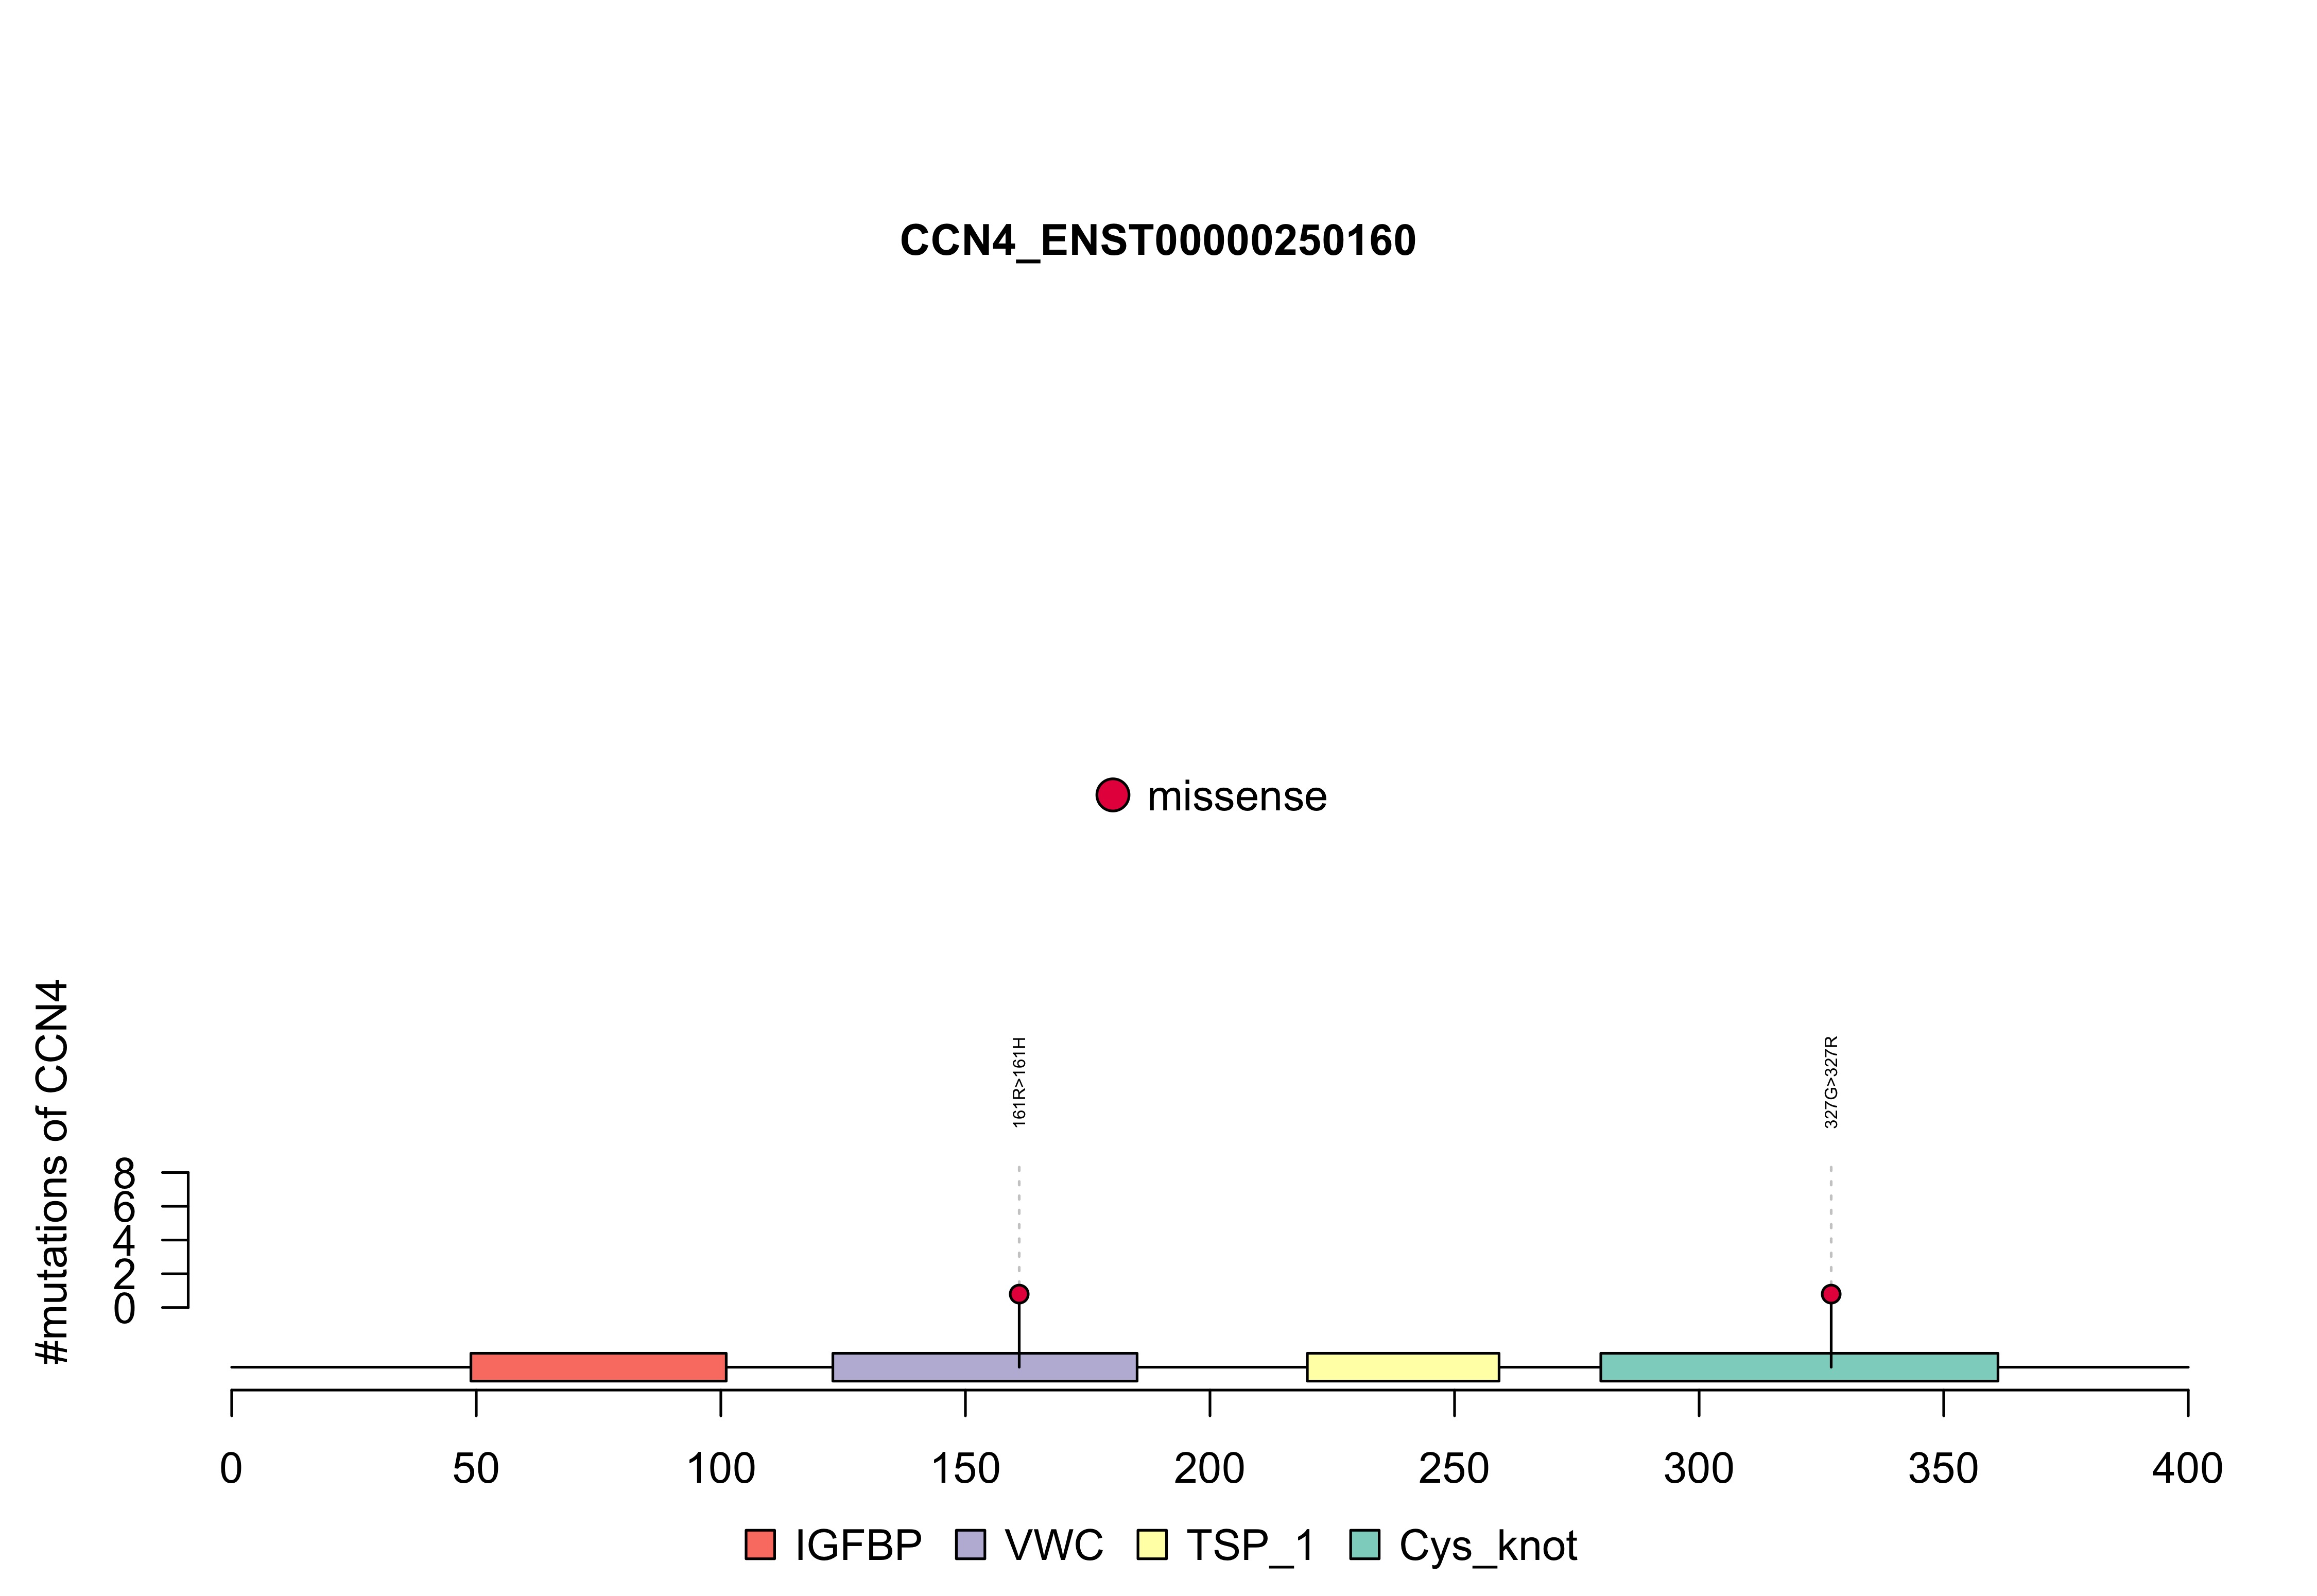 CCN4_ENST00000250160
missense
#mutations of CCN4
161R>161H
327G>327R
8
6
4
2
0
0 50 100 150 200 250 300 350 400
IGFBP VWC TSP_1 Cys_knot